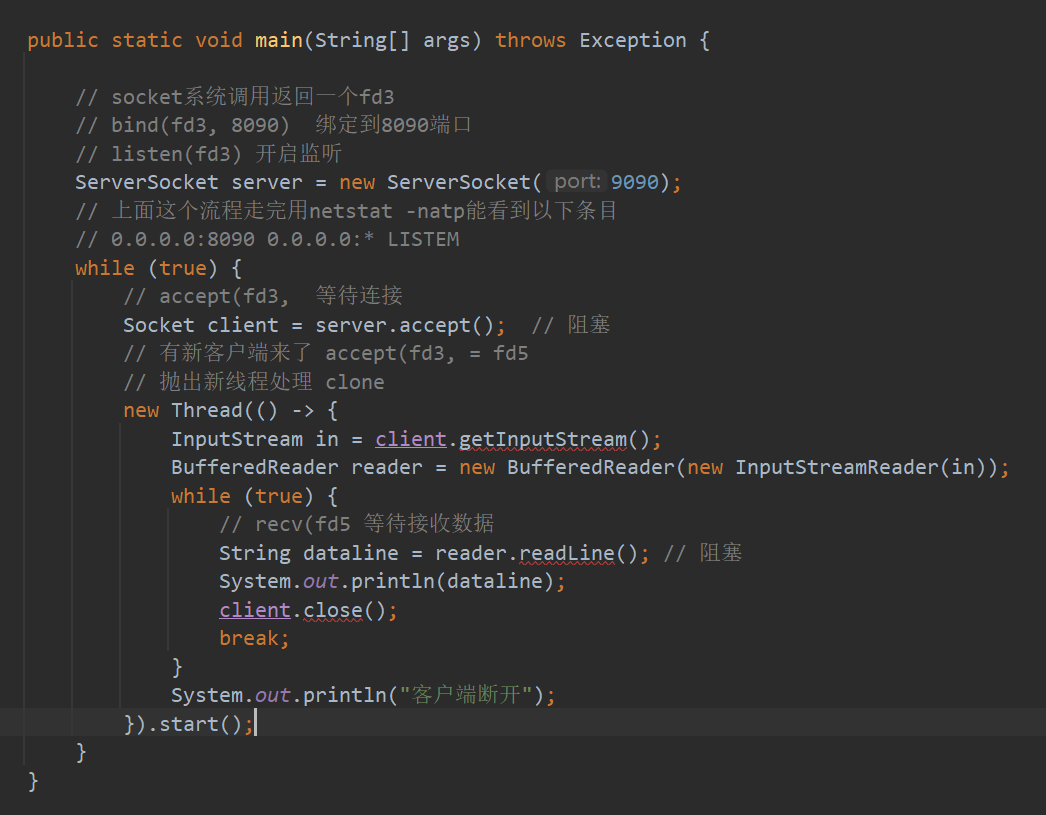 public static void main(String[] args) throws Exception {
// socket系统调用返回一个fd3
// bind(fd3, 8090)  绑定到8090端口
// listen(fd3) 开启监听
ServerSocket server = new ServerSocket( port: 9090);
// 上面这个流程走完用netstat -natp能看到以下条目
// 0.0.0.0:8090 0.0.0.0:* LISTEM
while (true) {
// accept(fd3,  等待连接
Socket client = server.accept();  // 阻塞
// 有新客户端来了 accept(fd3, = fd5
// 抛出新线程处理 clone
new Thread(() -> {
InputStream in = client.getInputStream();
BufferedReader reader = new BufferedReader(new InputStreamReader(in));
while (true) {
// recv(fd5 等待接收数据
String dataline = reader.readLine(); // 阻塞
System.out.println(dataline);
client.close();
break;
}
System.out.println("客户端断开");
}).start();
}
}